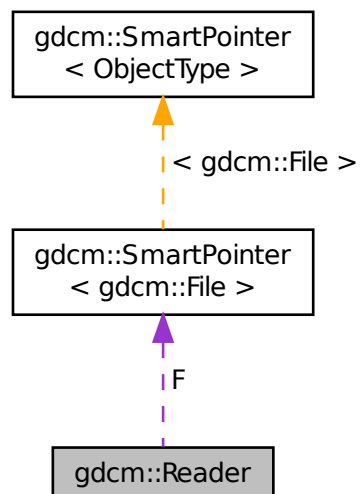 gdcm::SmartPointer
< ObjectType >
< gdcm::File >
gdcm::SmartPointer
< gdcm::File >
F
gdcm::Reader